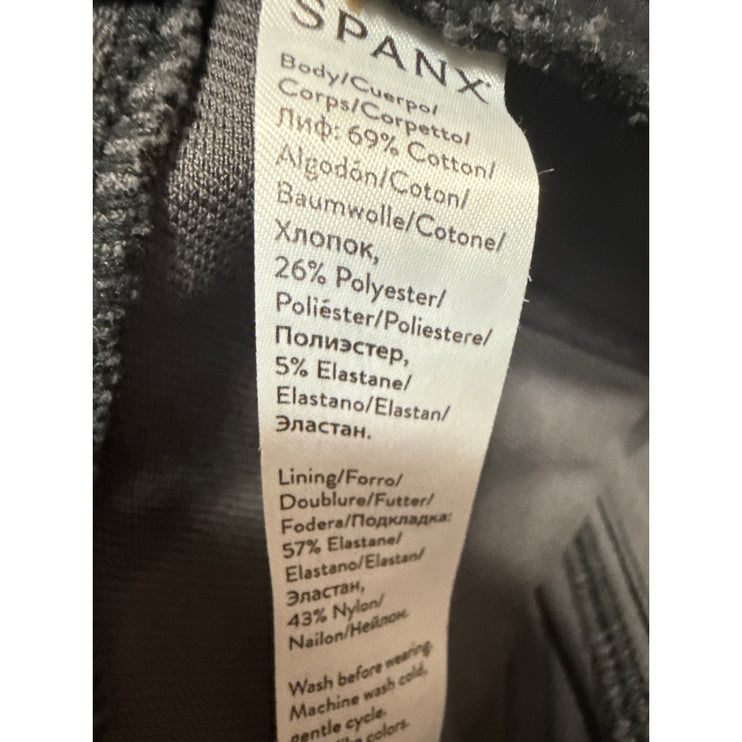 SPANX
Body/Cuerpo/
Corps/Corpetto/
Лиф: 69% Cotton/
Algodón/Coton/
Baumwolle/Cotone/
Хлопок,
26% Polyester/
Poliéster/Poliestere/
Полиэстер,
5% Elastane/
Elastano/Elastan/
Эластан.
Lining/Forro/
Doublure/Futter/
Fodera/Подкладка:
57% Elastane/
Elastano/Elastan/
Эластан,
43% Nylon/
Nailon/Нейлон.
Wash before wearing.
Machine wash cold,
gentle cycle.
like colors.